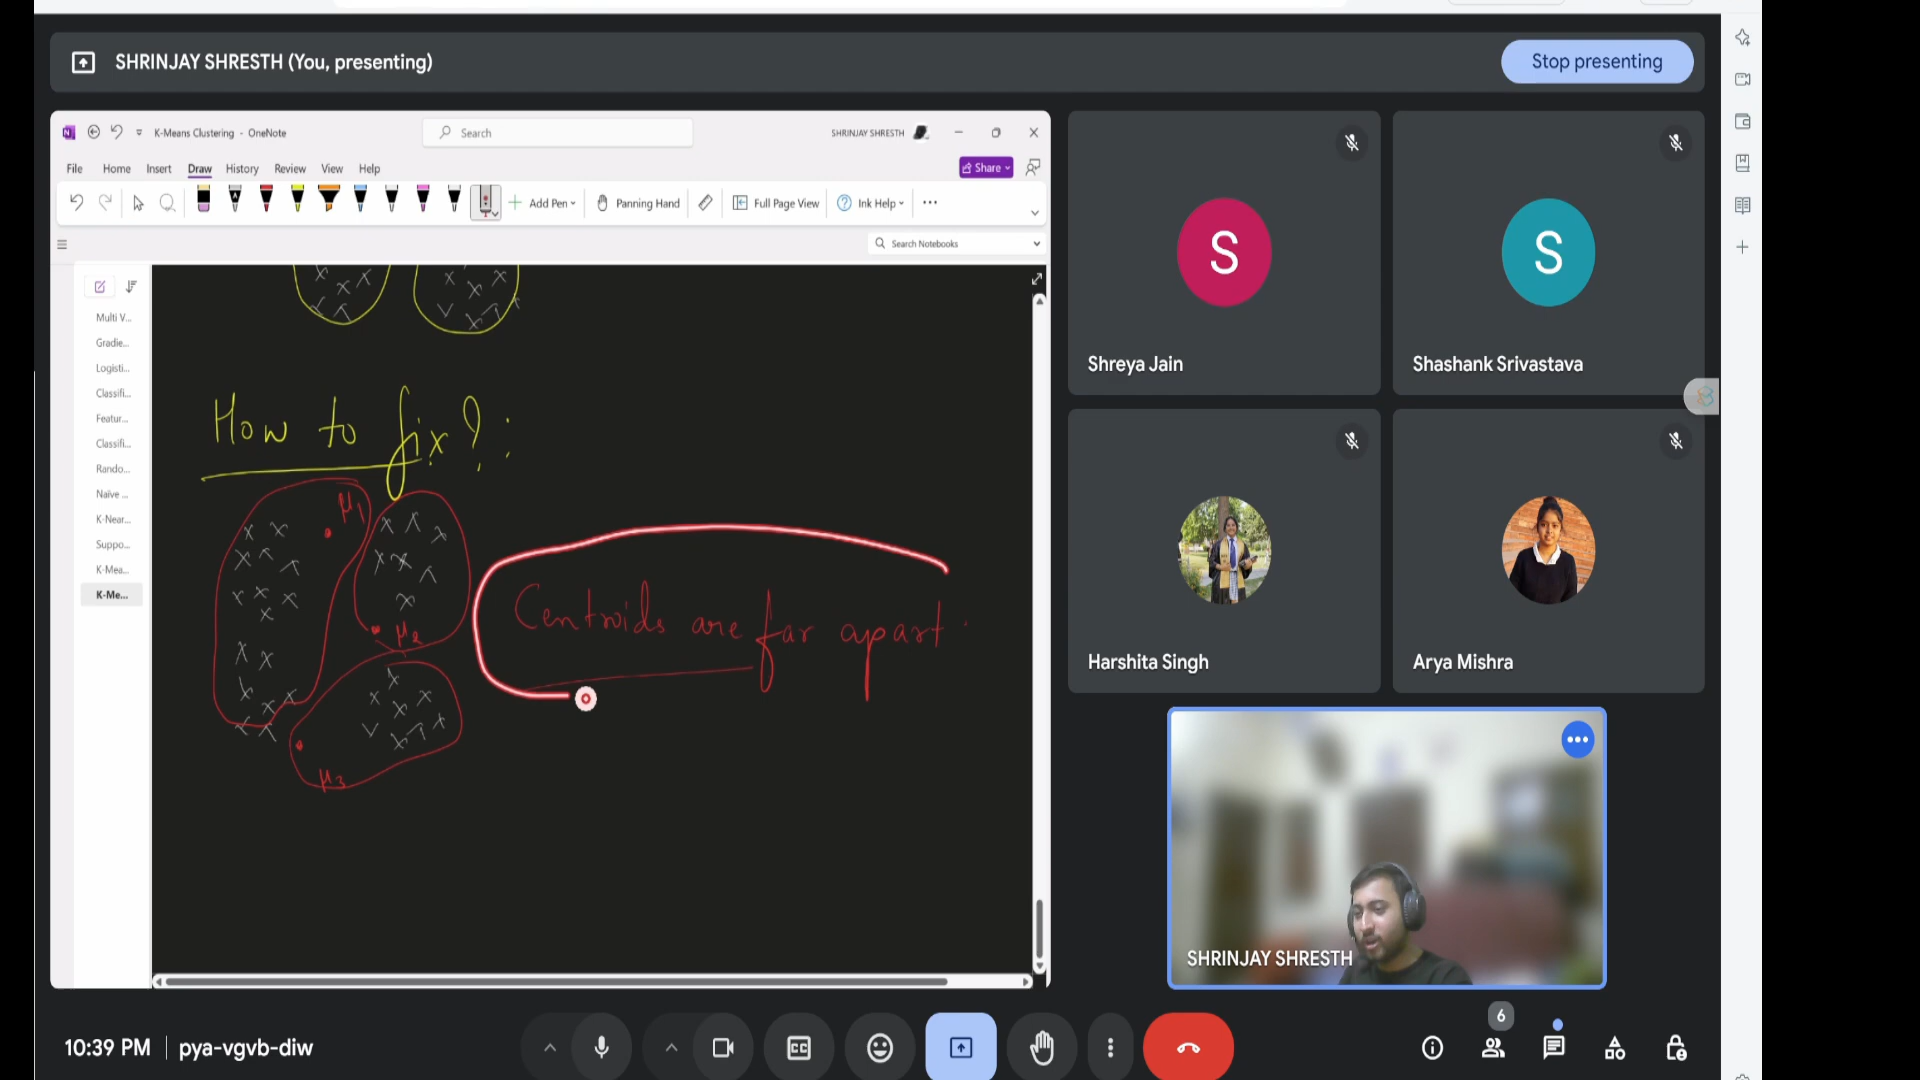 SHRINJAY SHRESTH (You, presenting)
Stop presenting
K-Means Clustering - OneNote
Search
SHRINJAY SHRESTH
File Home Insert Draw History Review View Help
Share
Add Pen
Panning Hand
Full Page View
Ink Help
Search Notebooks
Multi V...
Gradie...
Logisti...
Classifi...
Featur...
Classifi...
Rando...
Naive ...
K-Near...
Suppo...
K-Mea...
K-Me...
How to fix? :
μ1
μ2
μ3
Centroids are far apart.
S
Shreya Jain
S
Shashank Srivastava
Harshita Singh
Arya Mishra
SHRINJAY SHRESTH
10:39 PM | pya-vgvb-diw
CC
6